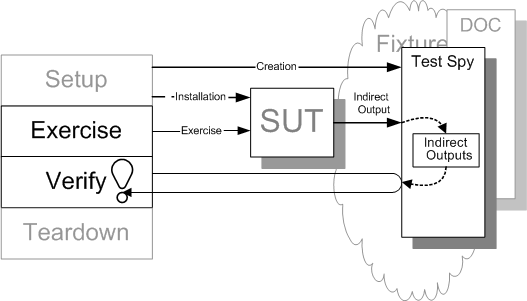 DOC
Fixture
Test Spy
Creation
Setup
-Installation
Indirect
Output
SUT
Exercise
Exercise
Indirect
Outputs
Verify
Teardown